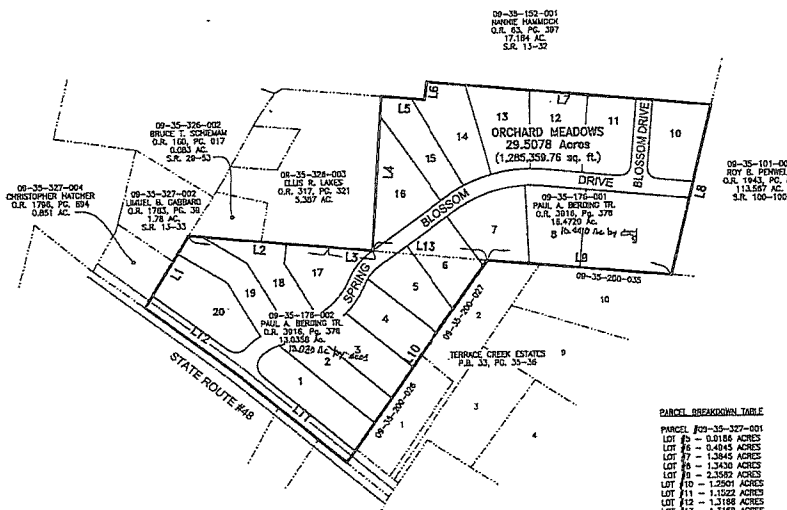 09-35-152-001
NANNIE HAMMOCK
O.R. 63, PG. 397
17.184 AC.
S.R. 13-32
09-35-326-002
BRUCE T. SCHIEMAN
O.R. 160, PG. 017
0.083 AC.
S.R. 29-53
09-35-327-004
CHRISTOPHER HATCHER
O.R. 1796, PG. 694
0.851 AC.
09-35-327-002
LIMUEL B. GABBARD
O.R. 1763, PG. 38
1.78 AC.
S.R. 13-33
09-35-328-003
ELLIS R. LAKES
O.R. 317, PG. 321
5.387 AC.
L5
L6
L7
13
12
11
10
14
15
16
L4
ORCHARD MEADOWS
29.5078 Acres
(1,285,359.76 sq. ft.)
BLOSSOM DRIVE
L8
09-35-101-00
ROY B. PENWEL
O.R. 1943, PG.
113.567 AC.
S.R. 100-100
BLOSSOM
DRIVE
09-35-176-001
PAUL A. BERDING TR.
O.R. 3916, PG. 376
16.4720 Ac.
8
7
L9
09-35-200-035
L1
L2
L3
L13
SPRING
17
18
19
20
6
5
4
3
2
1
09-35-176-002
PAUL A. BERDING TR.
O.R. 3916, Pg. 376
13.0358 Ac.
L12
L11
L10
STATE ROUTE #48
09-35-200-027
09-35-200-026
TERRACE CREEK ESTATES
P.B. 33, PG. 35-36
10
9
2
1
3
4
PARCEL BREAKDOWN TABLE
PARCEL #09-35-327-001
LOT #5 - 0.0186 ACRES
LOT #6 - 0.4045 ACRES
LOT #7 - 1.3845 ACRES
LOT #8 - 1.3430 ACRES
LOT #9 - 2.3582 ACRES
LOT #10 - 1.2501 ACRES
LOT #11 - 1.1522 ACRES
LOT #12 - 1.3188 ACRES